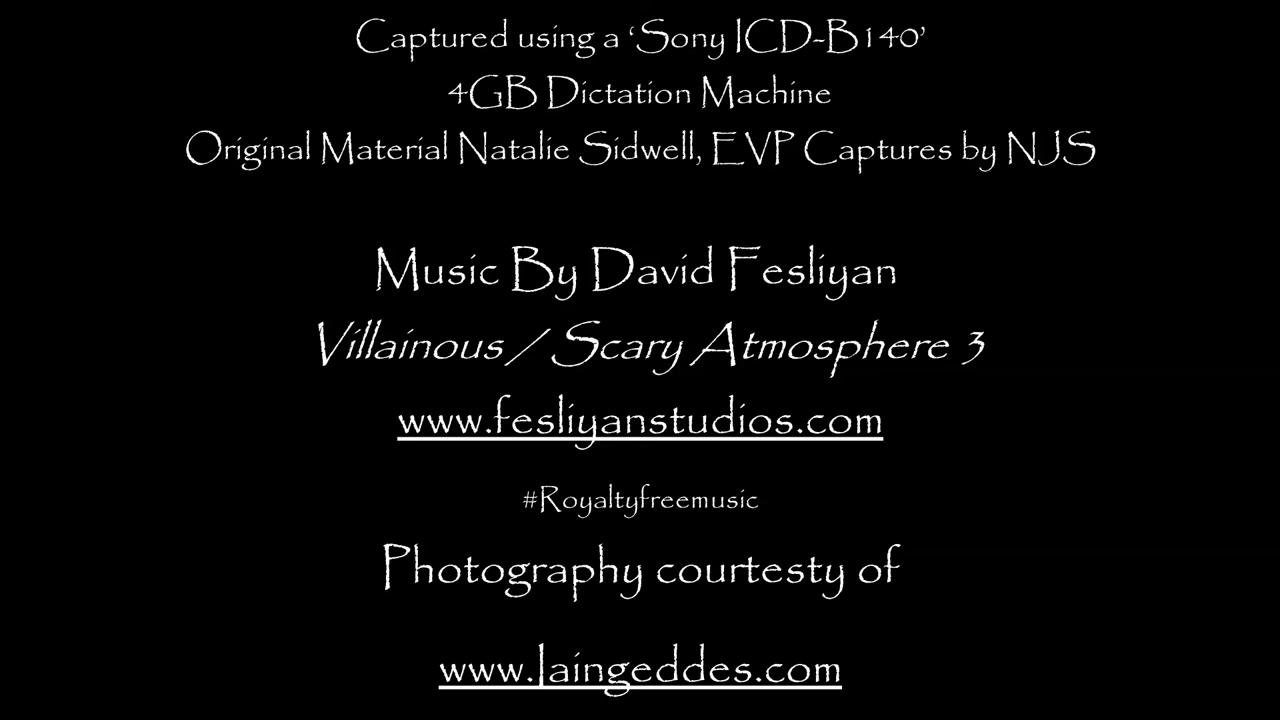 Captured using a ‘Sony ICD-B140’
4GB Dictation Machine
Original Material Natalie Sidwell, EVP Captures by NJS
Music By David Fesliyan
Villainous / Scary Atmosphere 3
www.fesliyanstudios.com
#Royaltyfreemusic
Photography courtesty of
www.Iaingeddes.com